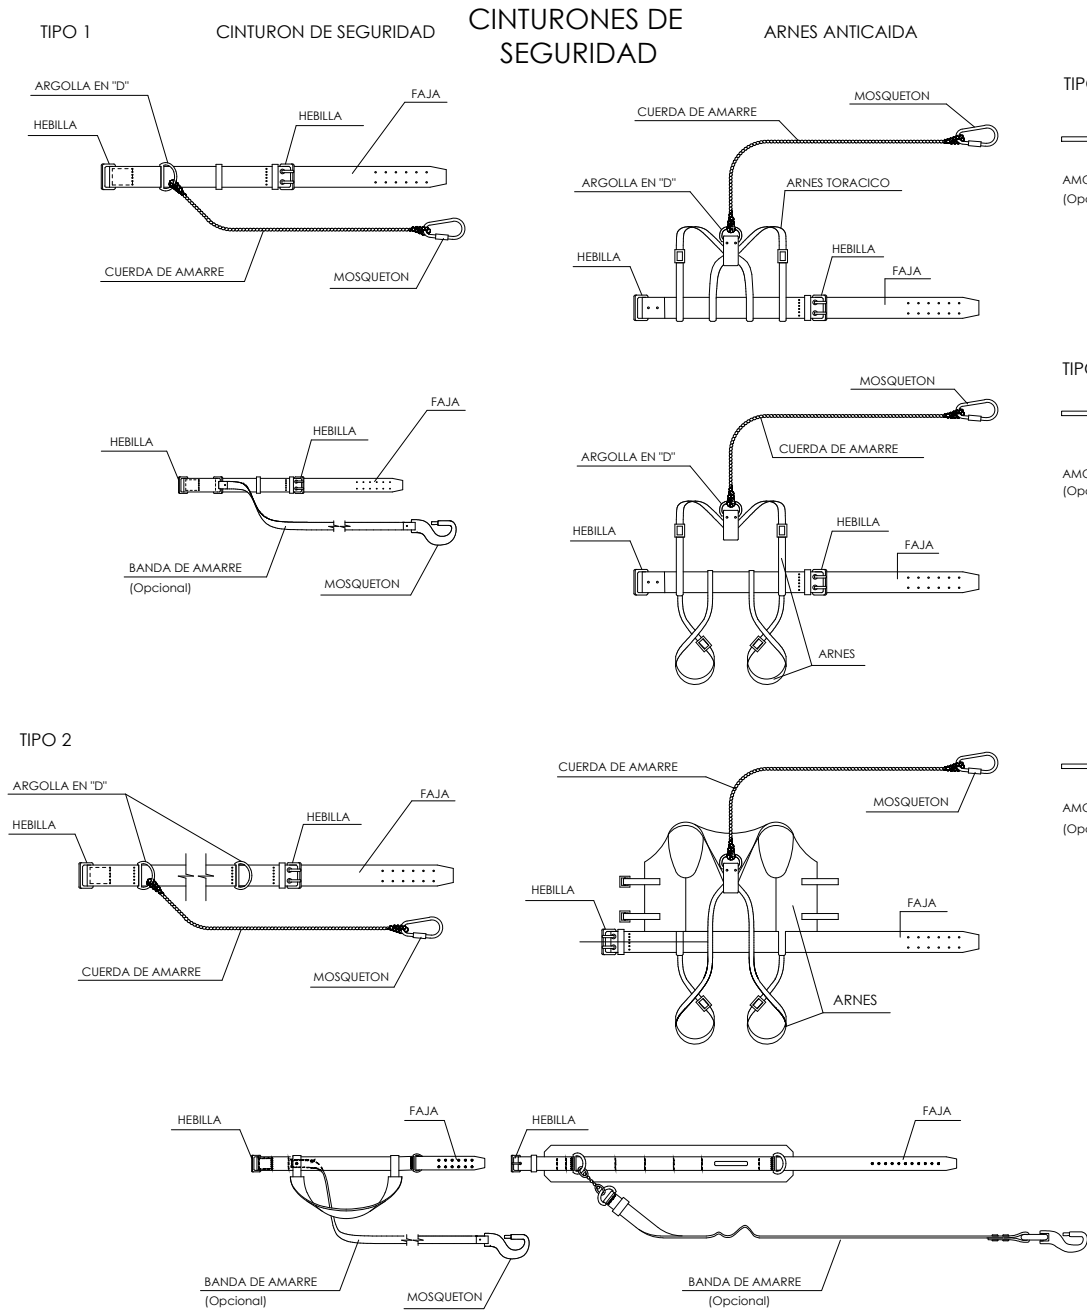 CINTURONES DE
SEGURIDAD
TIPO 1
CINTURON DE SEGURIDAD
ARNES ANTICAIDA
ARGOLLA EN "D"
HEBILLA
HEBILLA
FAJA
CUERDA DE AMARRE
MOSQUETON
CUERDA DE AMARRE
MOSQUETON
ARGOLLA EN "D"
ARNES TORACICO
HEBILLA
HEBILLA
FAJA
HEBILLA
HEBILLA
FAJA
BANDA DE AMARRE
(Opcional)
MOSQUETON
MOSQUETON
CUERDA DE AMARRE
ARGOLLA EN "D"
HEBILLA
HEBILLA
FAJA
ARNES
TIPO 2
ARGOLLA EN "D"
HEBILLA
HEBILLA
FAJA
CUERDA DE AMARRE
MOSQUETON
CUERDA DE AMARRE
MOSQUETON
HEBILLA
FAJA
ARNES
HEBILLA
FAJA
BANDA DE AMARRE
(Opcional)
MOSQUETON
HEBILLA
FAJA
BANDA DE AMARRE
(Opcional)